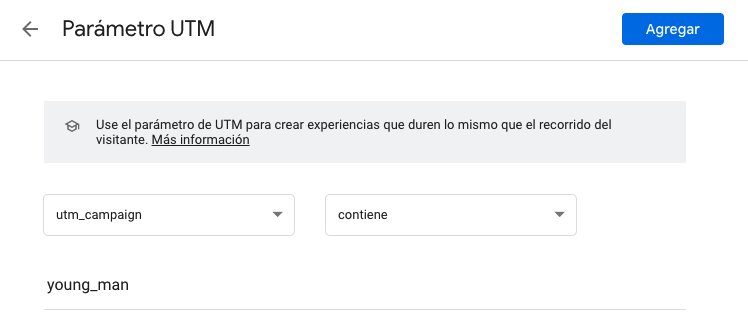 Parámetro UTM
Agregar
Use el parámetro de UTM para crear experiencias que duren lo mismo que el recorrido del
visitante. Más información
utm_campaign
contiene
young_man